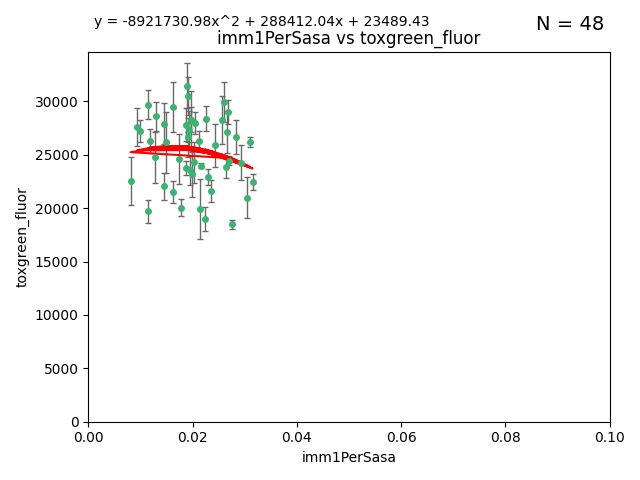 y = -8921730.98x^2 + 288412.04x + 23489.43
N = 48
imm1PerSasa vs toxgreen_fluor
30000
25000
20000
15000
10000
5000
0
toxgreen_fluor
0.00 0.02 0.04 0.06 0.08 0.10
imm1PerSasa